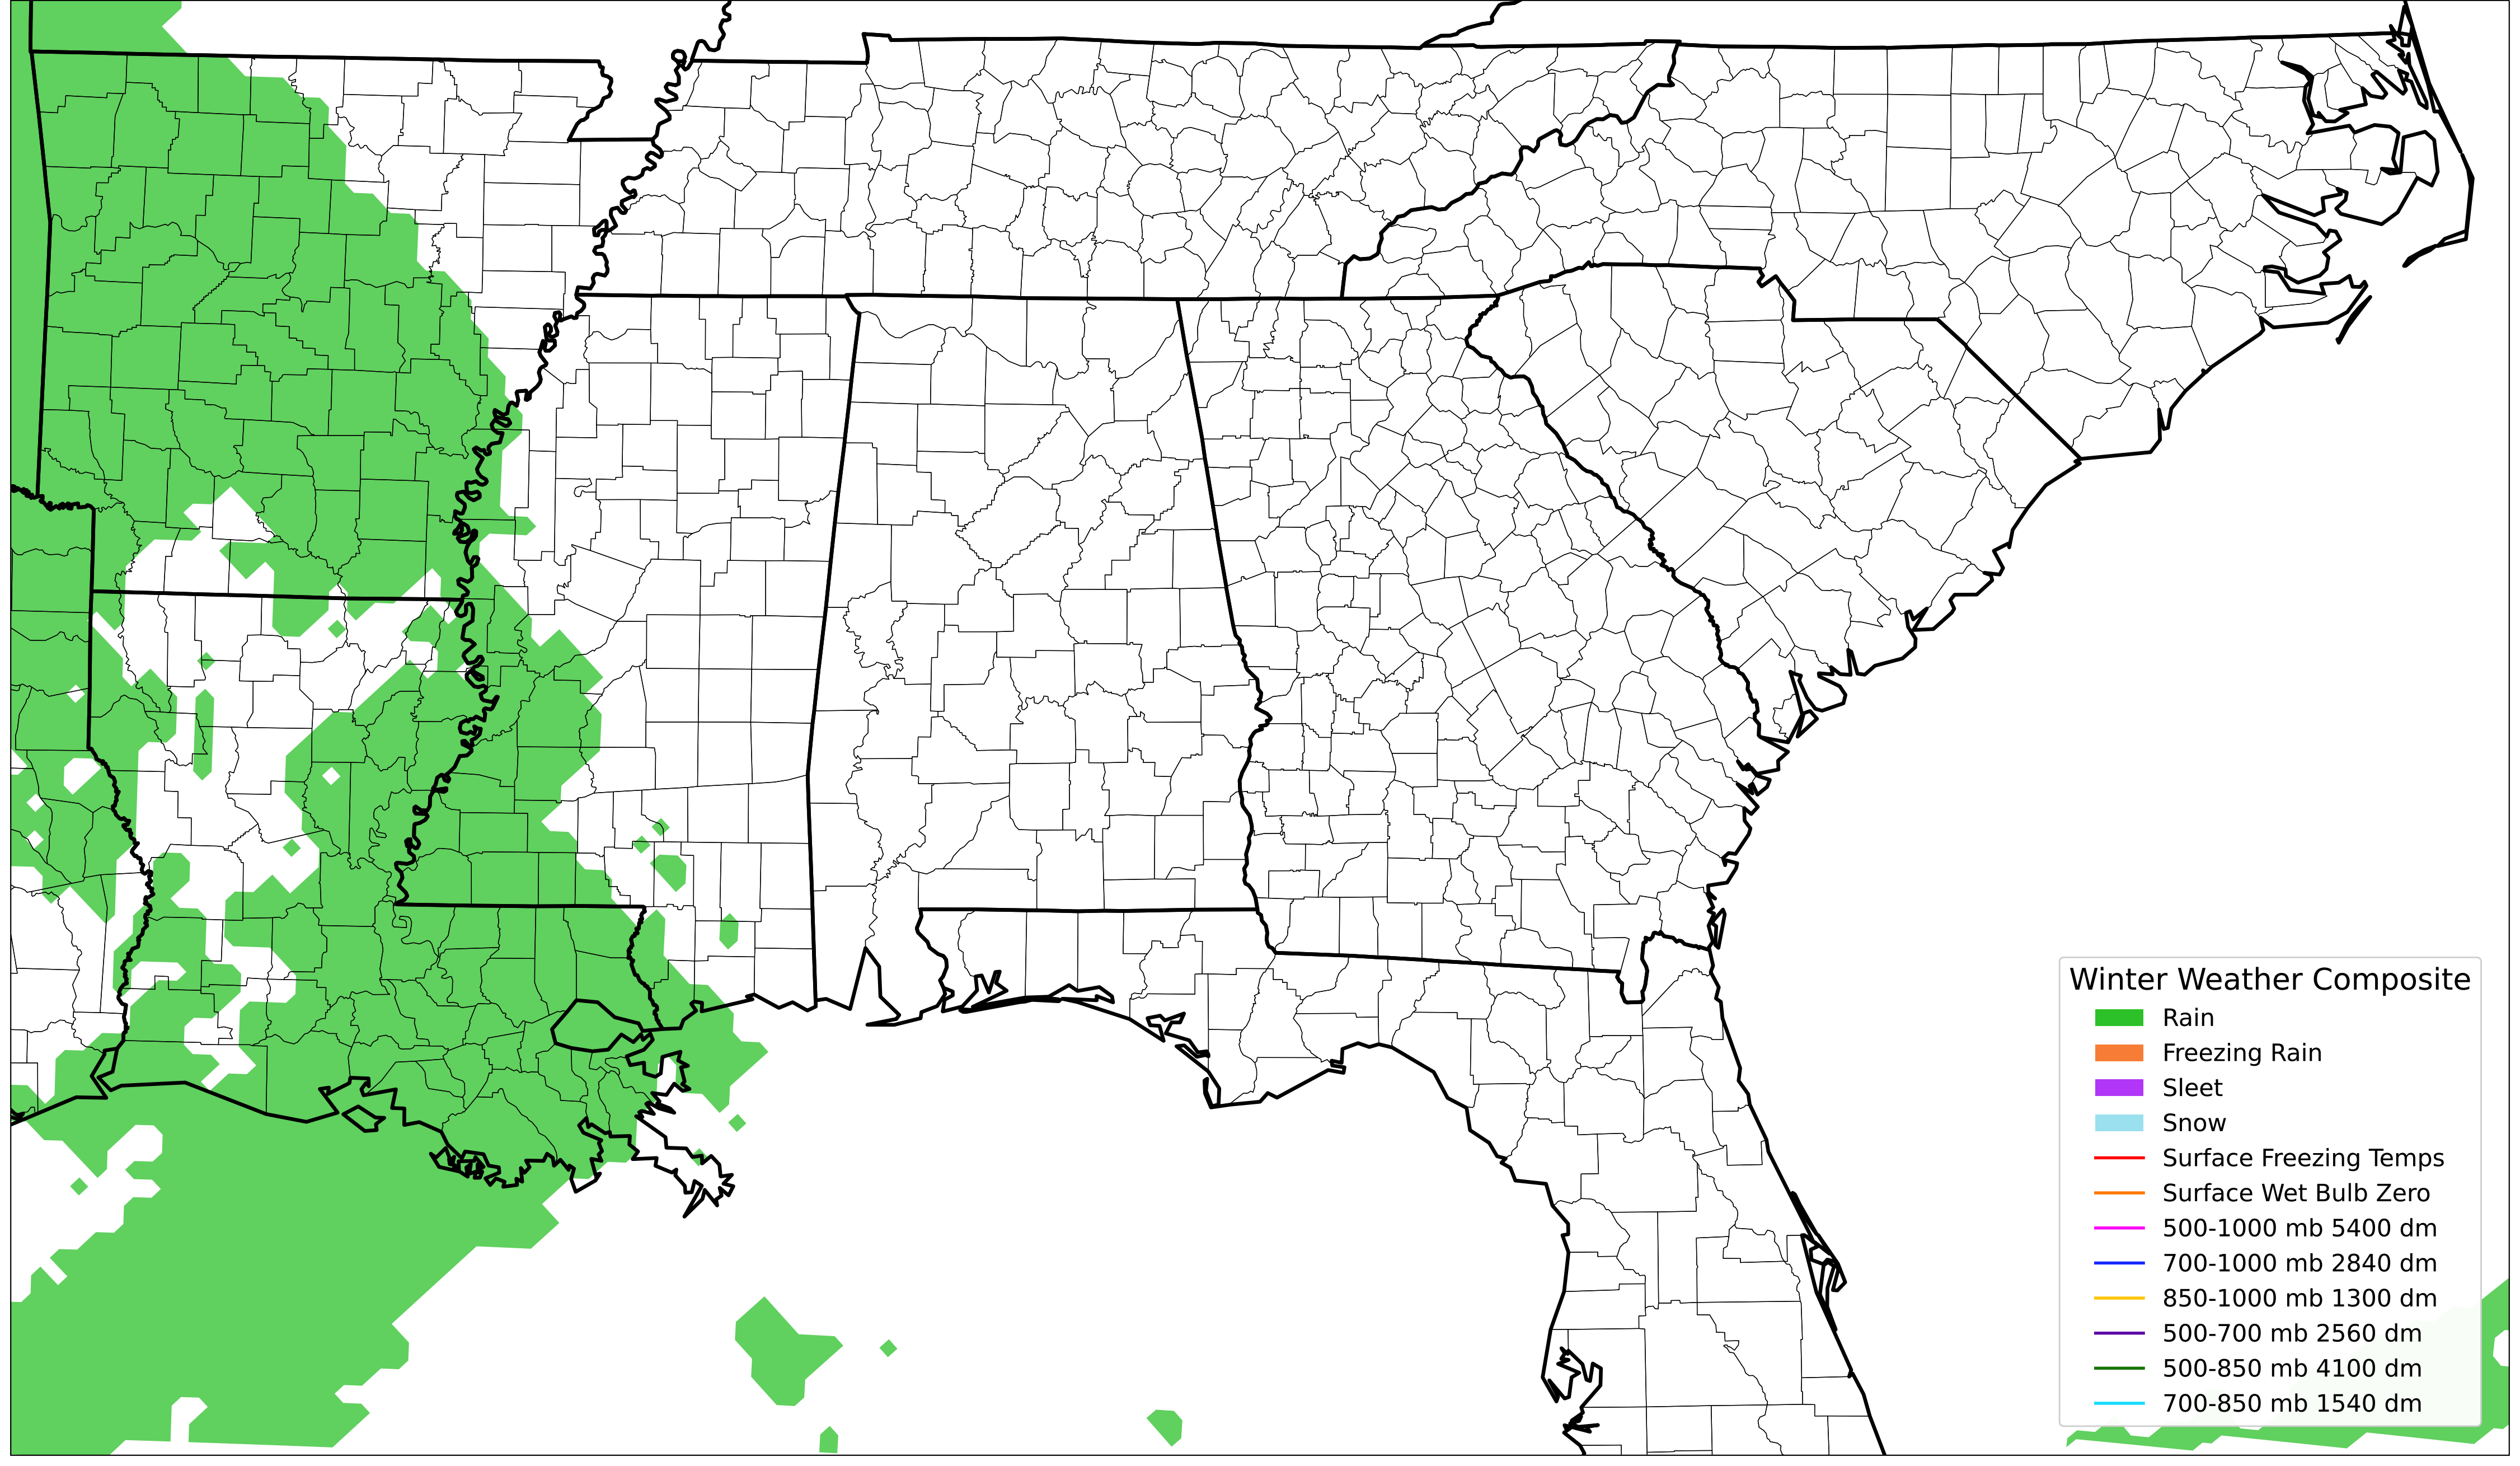 Winter Weather Composite
Rain
Freezing Rain
Sleet
Snow
Surface Freezing Temps
Surface Wet Bulb Zero
500-1000 mb 5400 dm
700-1000 mb 2840 dm
850-1000 mb 1300 dm
500-700 mb 2560 dm
500-850 mb 4100 dm
700-850 mb 1540 dm